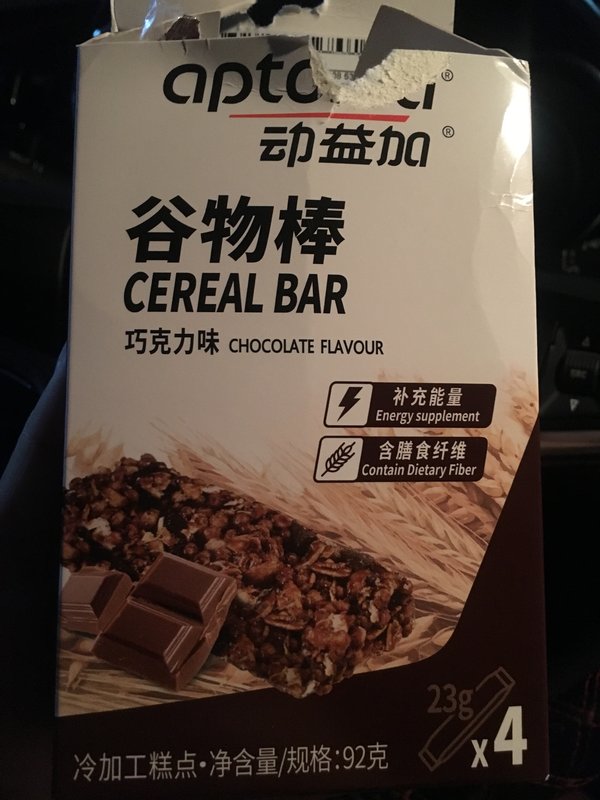 动益加
谷物棒
CEREAL BAR
巧克力味 CHOCOLATE FLAVOUR
补充能量
Energy supplement
含膳食纤维
Contain Dietary Fiber
23g
x4
冷加工糕点·净含量/规格:92克